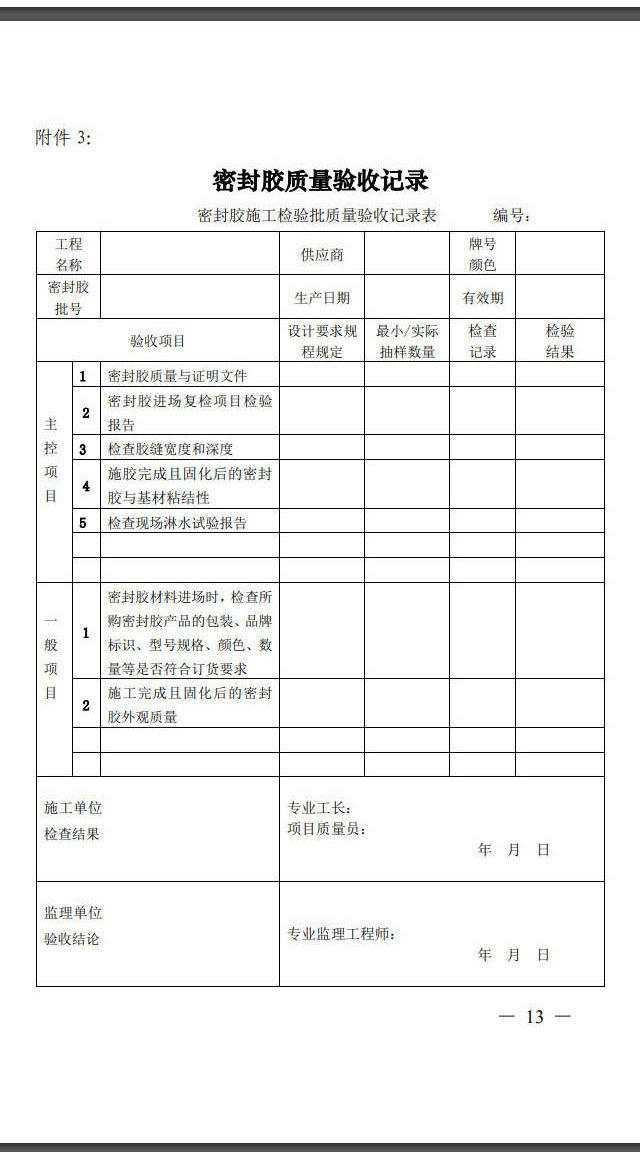 附件 3：
密封胶质量验收记录
密封胶施工检验批质量验收记录表 编号：
工程
名称
供应商
牌号
颜色
密封胶
批号
生产日期
有效期
验收项目
设计要求规
程规定
最小/实际
抽样数量
检查
记录
检验
结果
主
控
项
目
1 密封胶质量与证明文件
2 密封胶进场复检项目检验
报告
3 检查胶缝宽度和深度
4 施胶完成且固化后的密封
胶与基材粘结性
5 检查现场淋水试验报告
一
般
项
目
1 密封胶材料进场时，检查所
购密封胶产品的包装、品牌
标识、型号规格、颜色、数
量等是否符合订货要求
2 施工完成且固化后的密封
胶外观质量
施工单位
检查结果
专业工长：
项目质量员：
年 月 日
监理单位
验收结论
专业监理工程师：
年 月 日
— 13 —